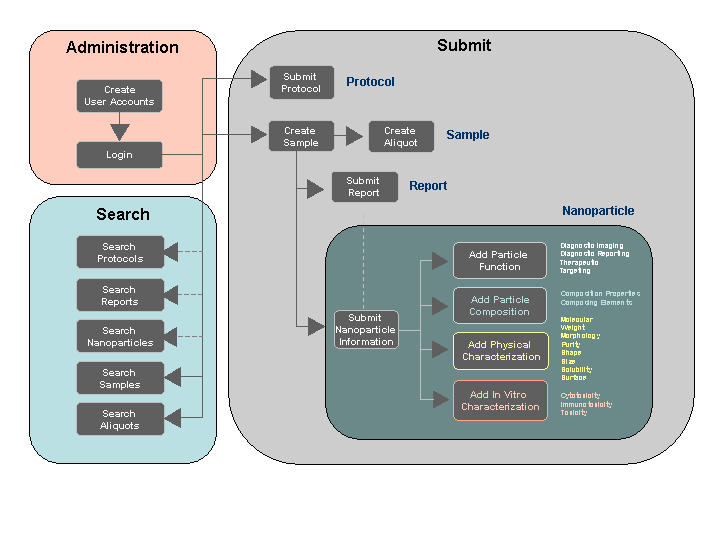 Administration
Create
User Accounts
Login
Search
Search
Protocols
Search
Reports
Search
Nanoparticles
Search
Samples
Search
Aliquots
Submit
Submit
Protocol
Protocol
Create
Sample
Create
Aliquot
Sample
Submit
Report
Report
Nanoparticle
Submit
Nanoparticle
Information
Add Particle
Function
Diagnostic Imaging
Diagnostic Reporting
Therapeutic
Targeting
Add Particle
Composition
Composition Properties
Composing Elements
Add Physical
Characterization
Molecular
Weight
Morphology
Purity
Shape
Size
Solubility
Surface
Add In Vitro
Characterization
Cytotoxicity
Immunotoxicity
Toxicity